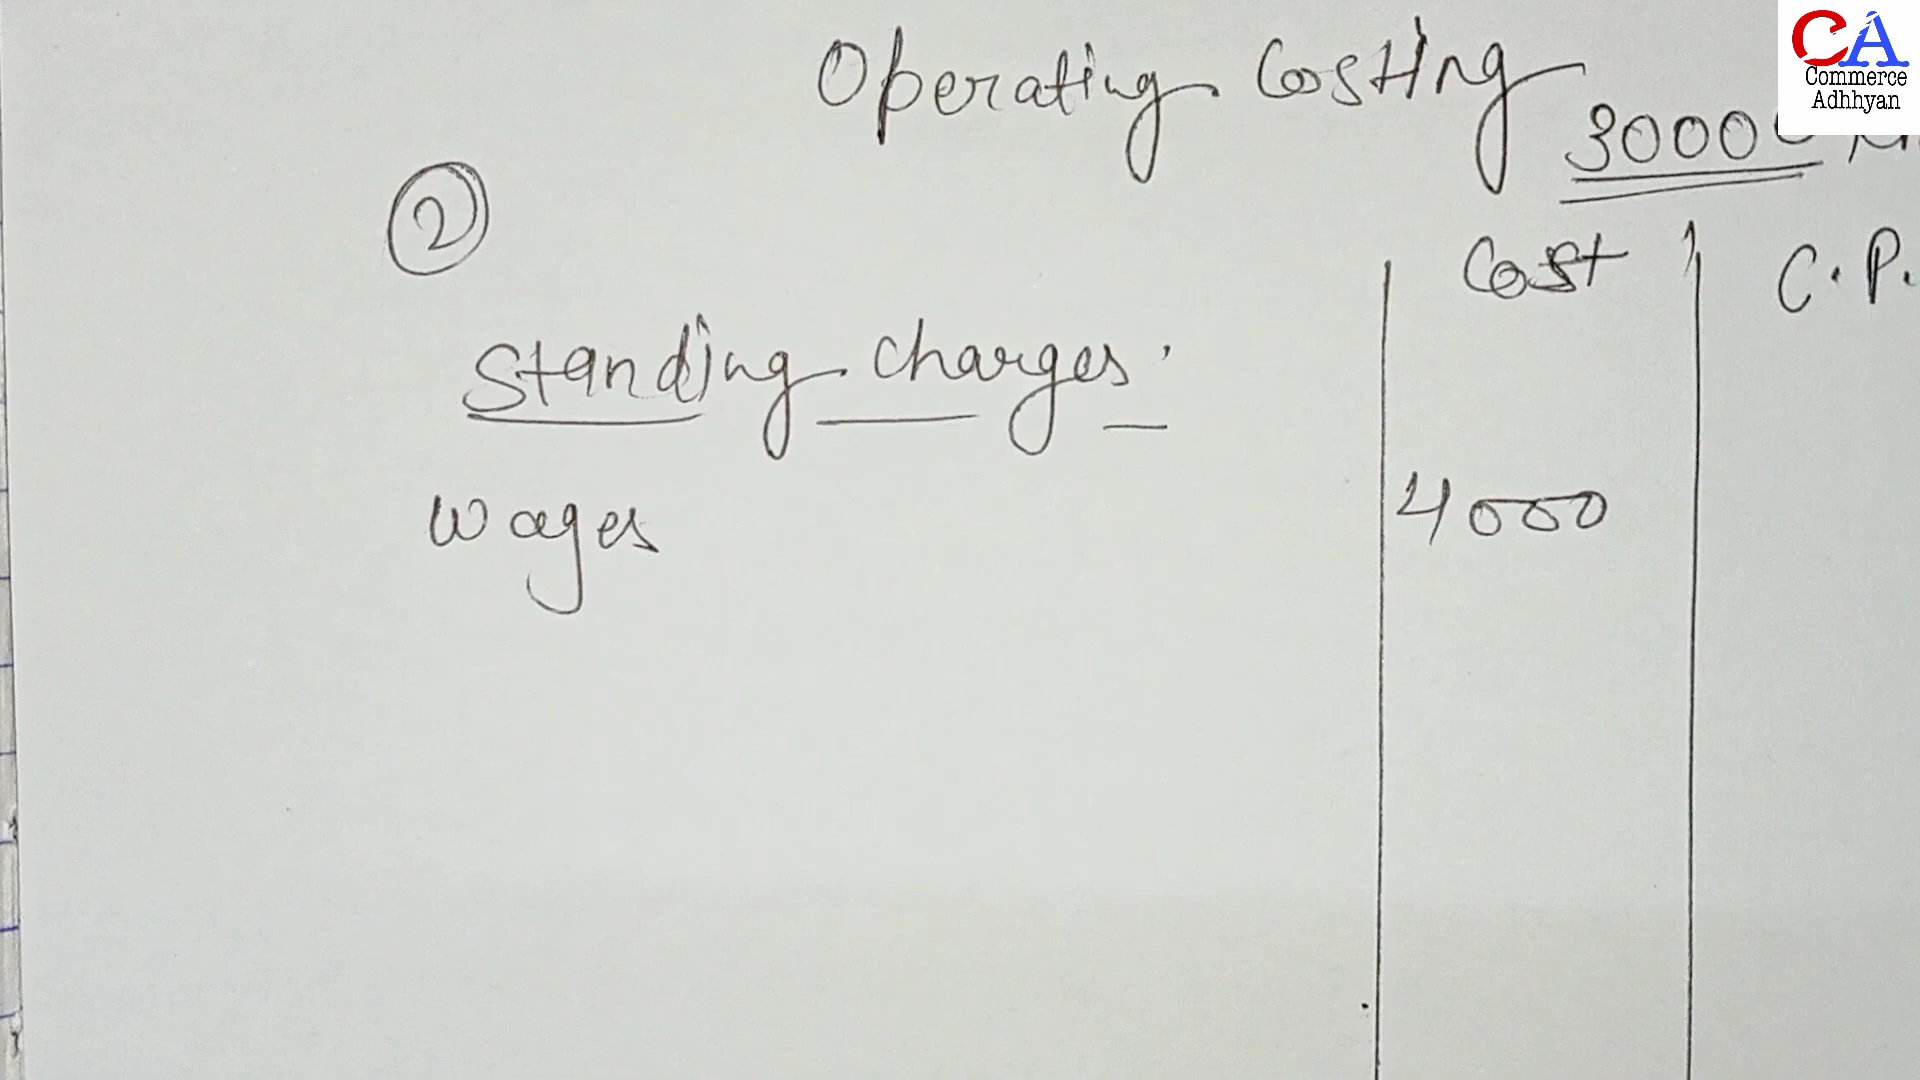 Operating Costing
CA
Commerce
Adhhyan
3000
2
Cost
C. P.
Standing charges
Wages
4000